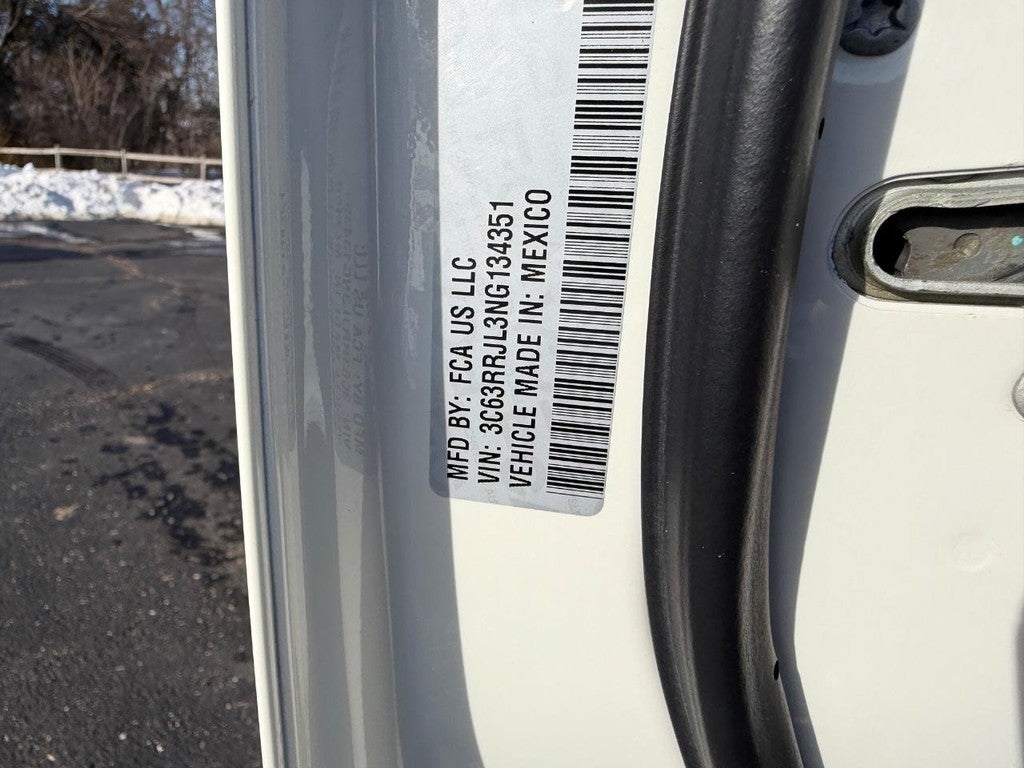 MFD BY: FCA US LLC
VIN: 3C63RRJL3NG134351
VEHICLE MADE IN: MEXICO